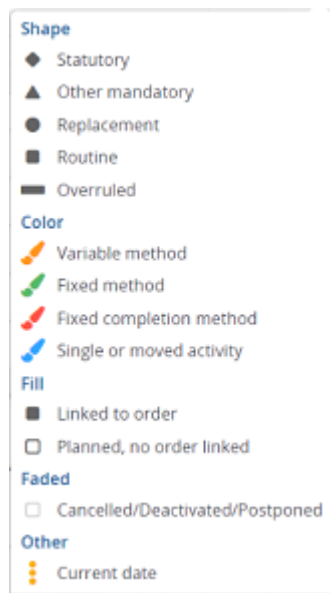 Shape
Statutory
Other mandatory
Replacement
Routine
Overruled
Color
Variable method
Fixed method
Fixed completion method
Single or moved activity
Fill
Linked to order
Planned, no order linked
Faded
Cancelled/Deactivated/Postponed
Other
Current date